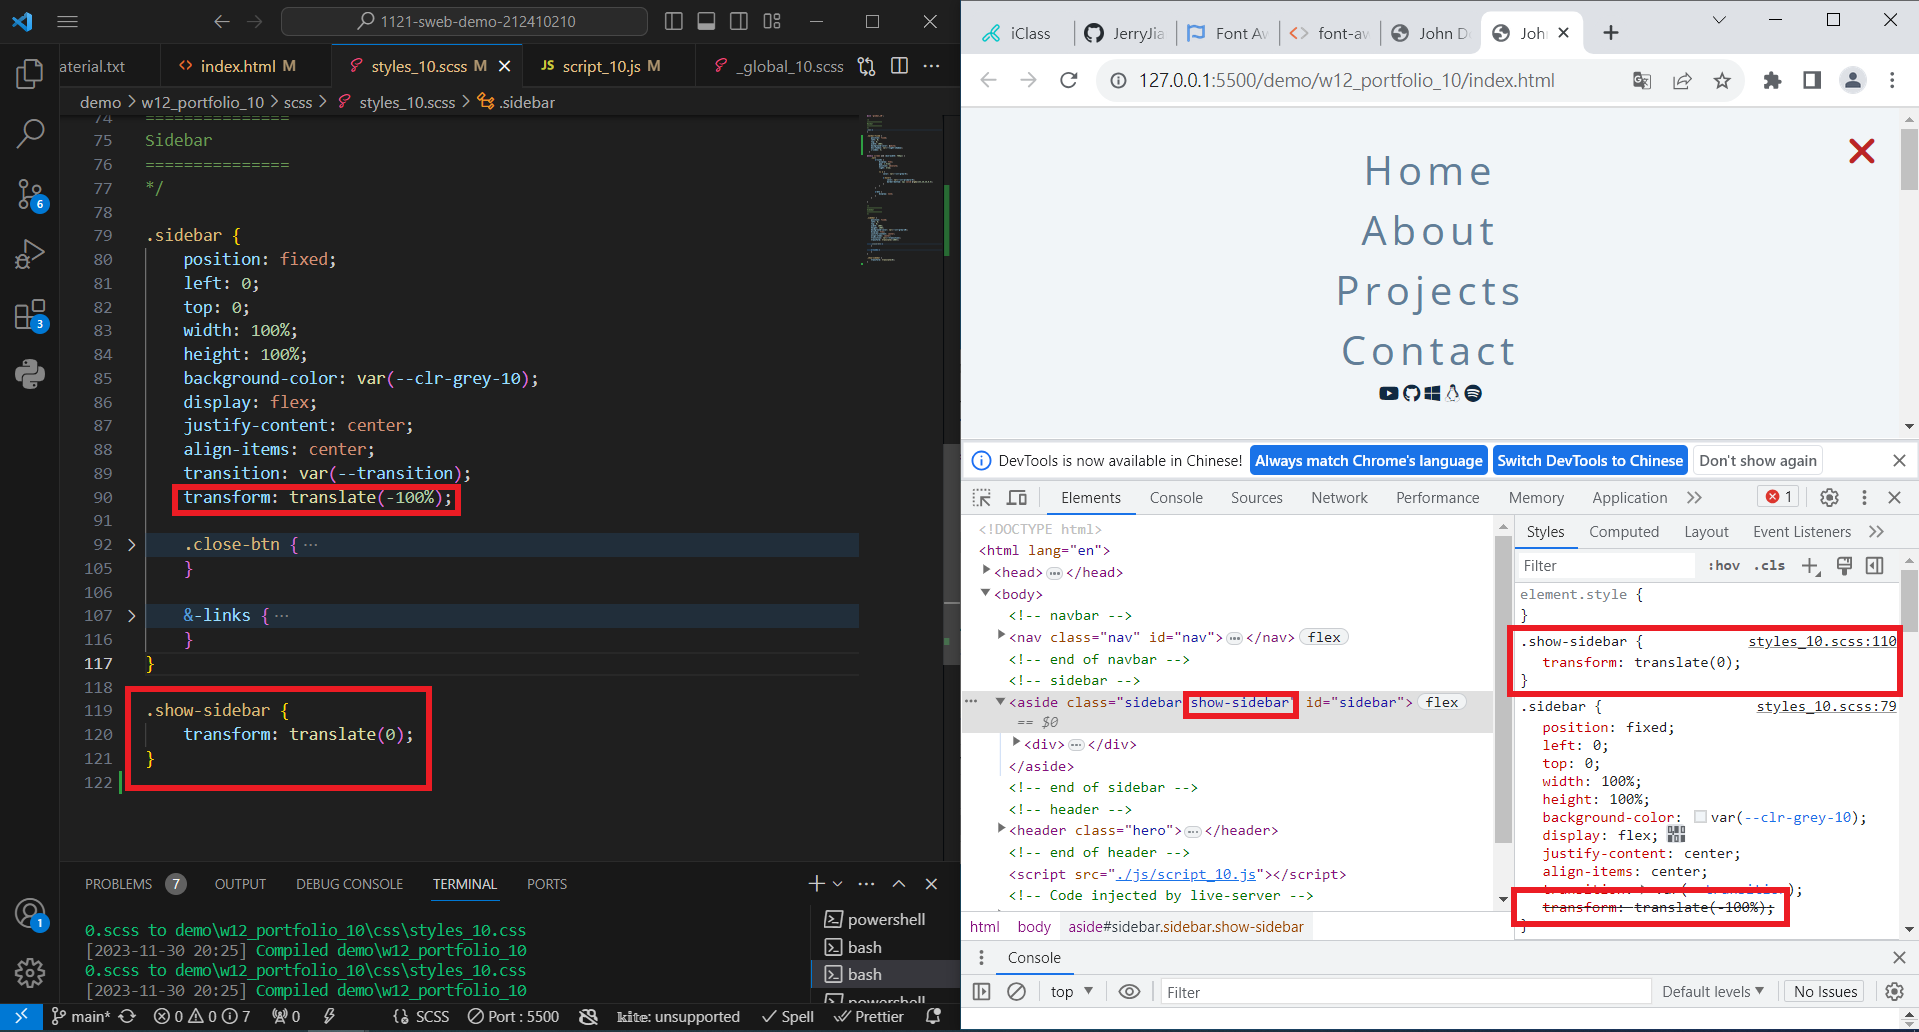 1121-sweb-demo-212410210
aterial.txt
index.html M
styles_10.scss M
JS script_10.js M
_global_10.scss
demo > w12_portfolio_10 > scss > styles_10.scss > .sidebar
74 ===============
75 Sidebar
76 ===============
77 */
78
79 .sidebar {
80 position: fixed;
81 left: 0;
82 top: 0;
83 width: 100%;
84 height: 100%;
85 background-color: var(--clr-grey-10);
86 display: flex;
87 justify-content: center;
88 align-items: center;
89 transition: var(--transition);
90 transform: translate(-100%);
91
92 .close-btn { ···
105 }
106
107 &-links { ···
116 }
117 }
118
119 .show-sidebar {
120 transform: translate(0);
121 }
122
PROBLEMS 7 OUTPUT DEBUG CONSOLE TERMINAL PORTS
0.scss to demo\w12_portfolio_10\css\styles_10.css
[2023-11-30 20:25] Compiled demo\w12_portfolio_10
0.scss to demo\w12_portfolio_10\css\styles_10.css
[2023-11-30 20:25] Compiled demo\w12_portfolio_10
powershell
bash
bash
powershell
6
3
1
main* 0 0 7 0 SCSS Port : 5500 kite: unsupported Spell Prettier
iClass
JerryJia
Font Aw
font-aw
John D
Joh
127.0.0.1:5500/demo/w12_portfolio_10/index.html
Home
About
Projects
Contact
DevTools is now available in Chinese! Always match Chrome's language Switch DevTools to Chinese Don't show again
Elements Console Sources Network Performance Memory Application 1
<!DOCTYPE html>
<html lang="en">
<head> ··· </head>
<body>
<!-- navbar -->
<nav class="nav" id="nav"> ··· </nav> flex
<!-- end of navbar -->
<!-- sidebar -->
··· <aside class="sidebar show-sidebar" id="sidebar"> flex
== $0
<div> ··· </div>
</aside>
<!-- end of sidebar -->
<!-- header -->
<header class="hero"> ··· </header>
<!-- end of header -->
<script src="./js/script_10.js"></script>
<!-- Code injected by live-server -->
html body aside#sidebar.sidebar.show-sidebar
Styles Computed Layout Event Listeners
Filter :hov .cls
element.style {
}
.show-sidebar { styles_10.scss:110
transform: translate(0);
}
.sidebar { styles_10.scss:79
position: fixed;
left: 0;
top: 0;
width: 100%;
height: 100%;
background-color: var(--clr-grey-10);
display: flex;
justify-content: center;
align-items: center;
transform: translate(-100%);
}
Console
top Filter Default levels No Issues